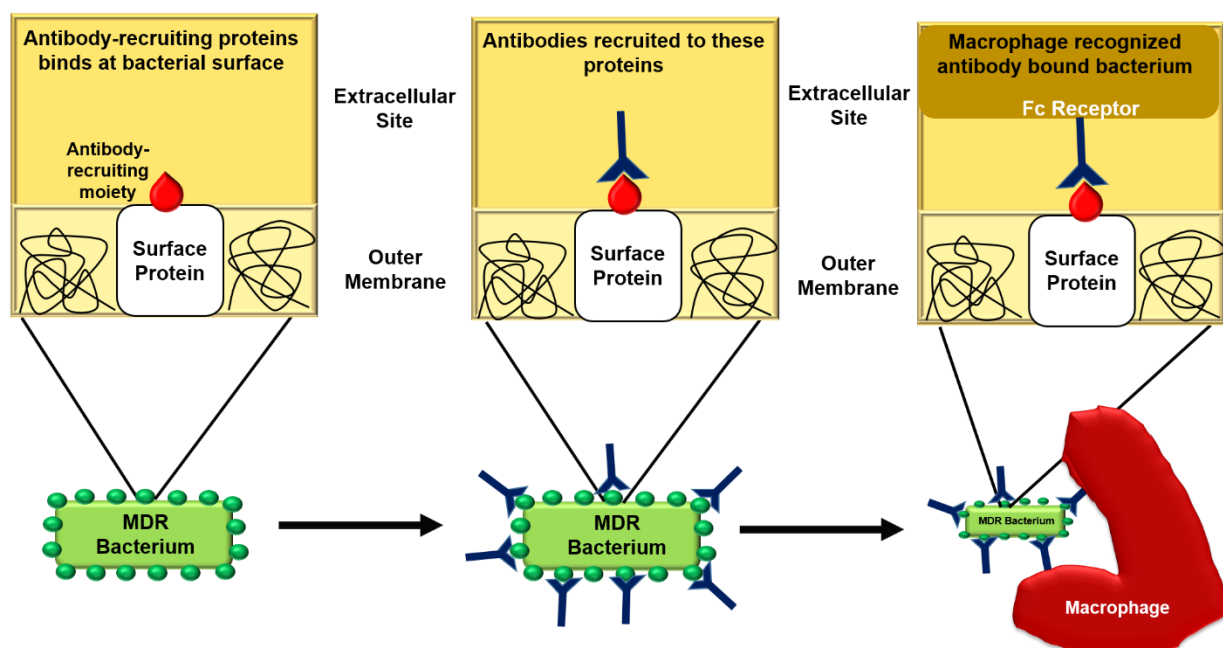 Antibody-recruiting proteins
binds at bacterial surface
Antibody-
recruiting
moiety
Surface
Protein
Extracellular
Site
Outer
Membrane
Antibodies recruited to these
proteins
Surface
Protein
Extracellular
Site
Outer
Membrane
Macrophage recognized
antibody bound bacterium
Fc Receptor
Surface
Protein
MDR
Bacterium
MDR
Bacterium
MDR Bacterium
Macrophage